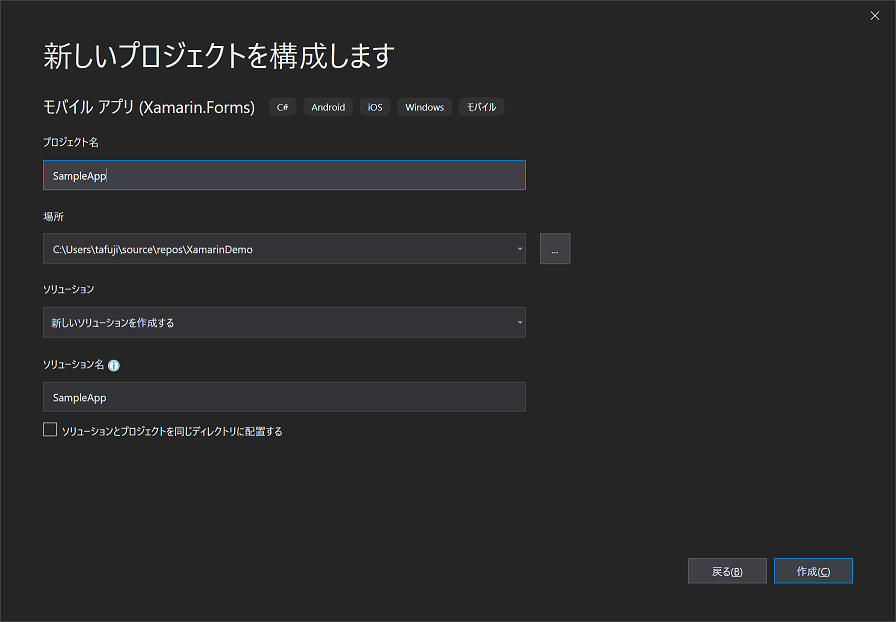 新しいプロジェクトを構成します
モバイル アプリ (Xamarin.Forms) C# Android iOS Windows モバイル
プロジェクト名
SampleApp
場所
C:\Users\tafuji\source\repos\XamarinDemo
...
ソリューション
新しいソリューションを作成する
ソリューション名
SampleApp
ソリューションとプロジェクトを同じディレクトリに配置する
戻る(B) 作成(C)